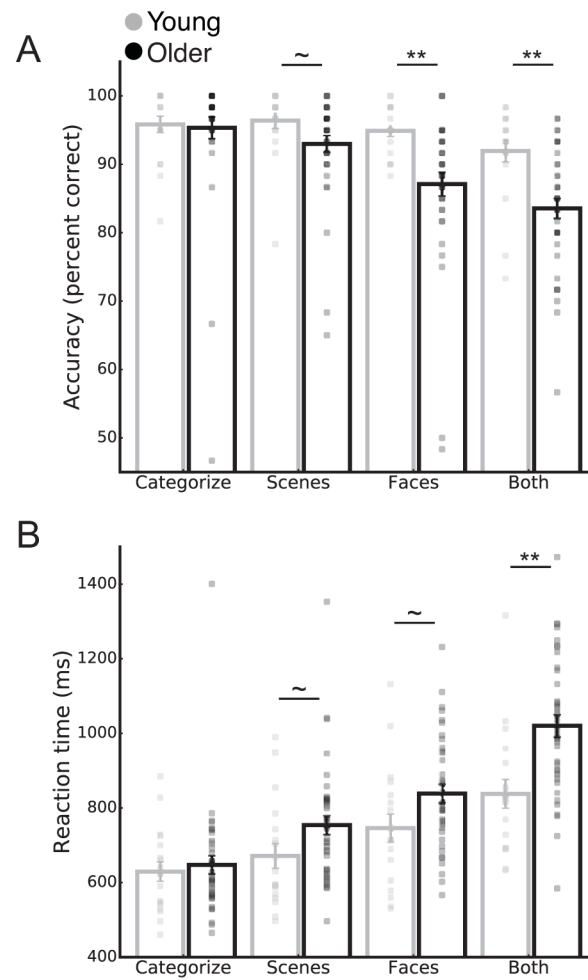 Young
Older
A
~ ** **
Accuracy (percent correct)
100
90
80
70
60
50
Categorize Scenes Faces Both
B
~ ~ **
Reaction time (ms)
1400
1200
1000
800
600
400
Categorize Scenes Faces Both